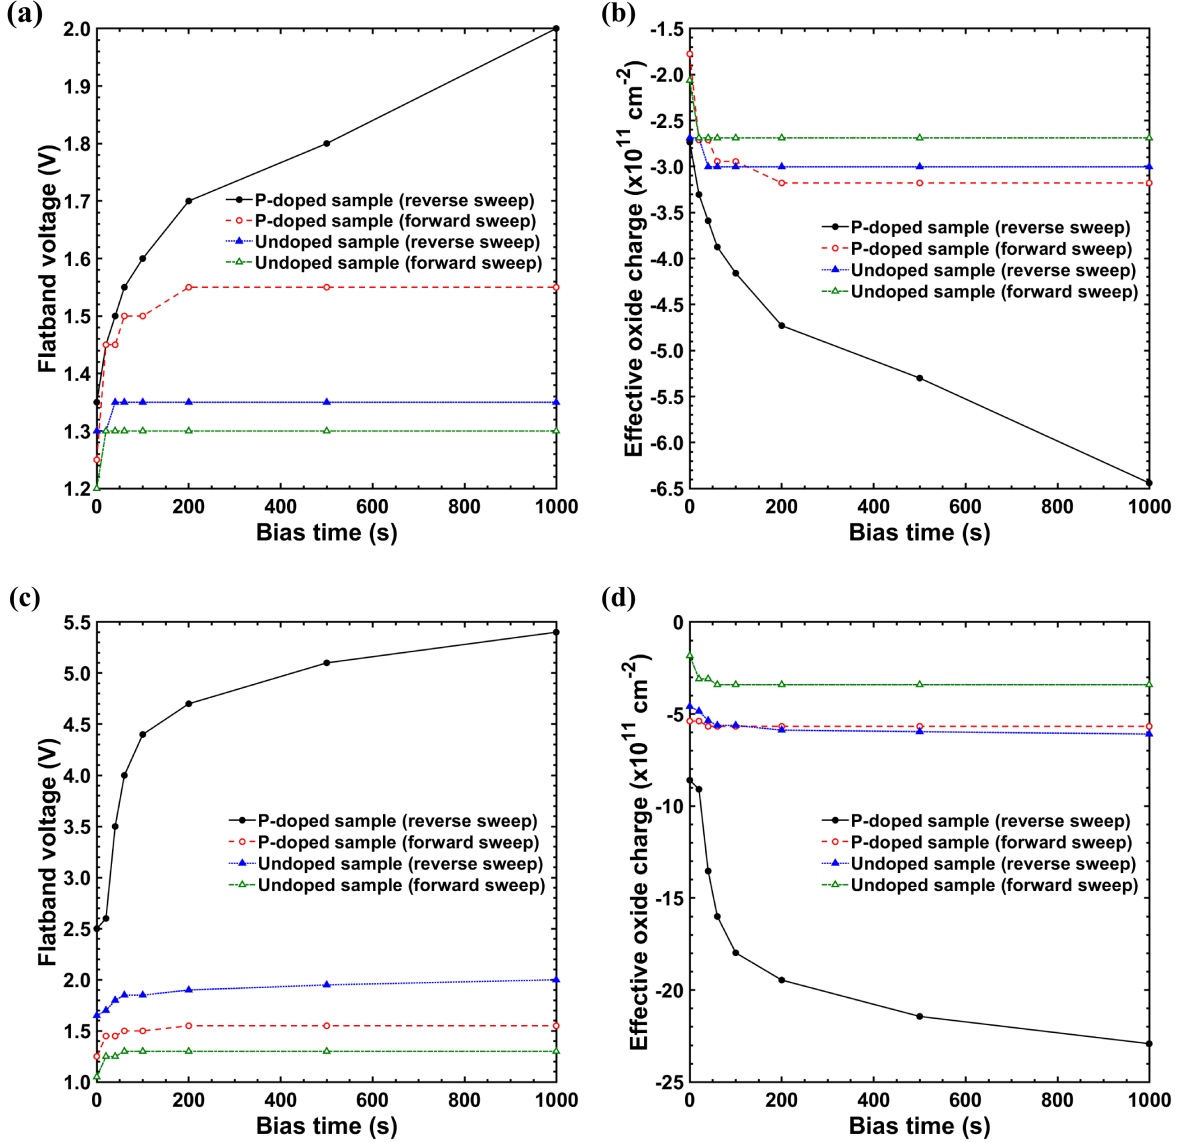 (a)
Flatband voltage (V)
2.0
1.9
1.8
1.7
1.6
1.5
1.4
1.3
1.2
P-doped sample (reverse sweep)
P-doped sample (forward sweep)
Undoped sample (reverse sweep)
Undoped sample (forward sweep)
0 200 400 600 800 1000
Bias time (s)
(b)
Effective oxide charge (x10¹¹ cm⁻²)
-1.5
-2.0
-2.5
-3.0
-3.5
-4.0
-4.5
-5.0
-5.5
-6.0
-6.5
P-doped sample (reverse sweep)
P-doped sample (forward sweep)
Undoped sample (reverse sweep)
Undoped sample (forward sweep)
0 200 400 600 800 1000
Bias time (s)
(c)
Flatband voltage (V)
5.5
5.0
4.5
4.0
3.5
3.0
2.5
2.0
1.5
1.0
P-doped sample (reverse sweep)
P-doped sample (forward sweep)
Undoped sample (reverse sweep)
Undoped sample (forward sweep)
0 200 400 600 800 1000
Bias time (s)
(d)
Effective oxide charge (x10¹¹ cm⁻²)
0
-5
-10
-15
-20
-25
P-doped sample (reverse sweep)
P-doped sample (forward sweep)
Undoped sample (reverse sweep)
Undoped sample (forward sweep)
0 200 400 600 800 1000
Bias time (s)